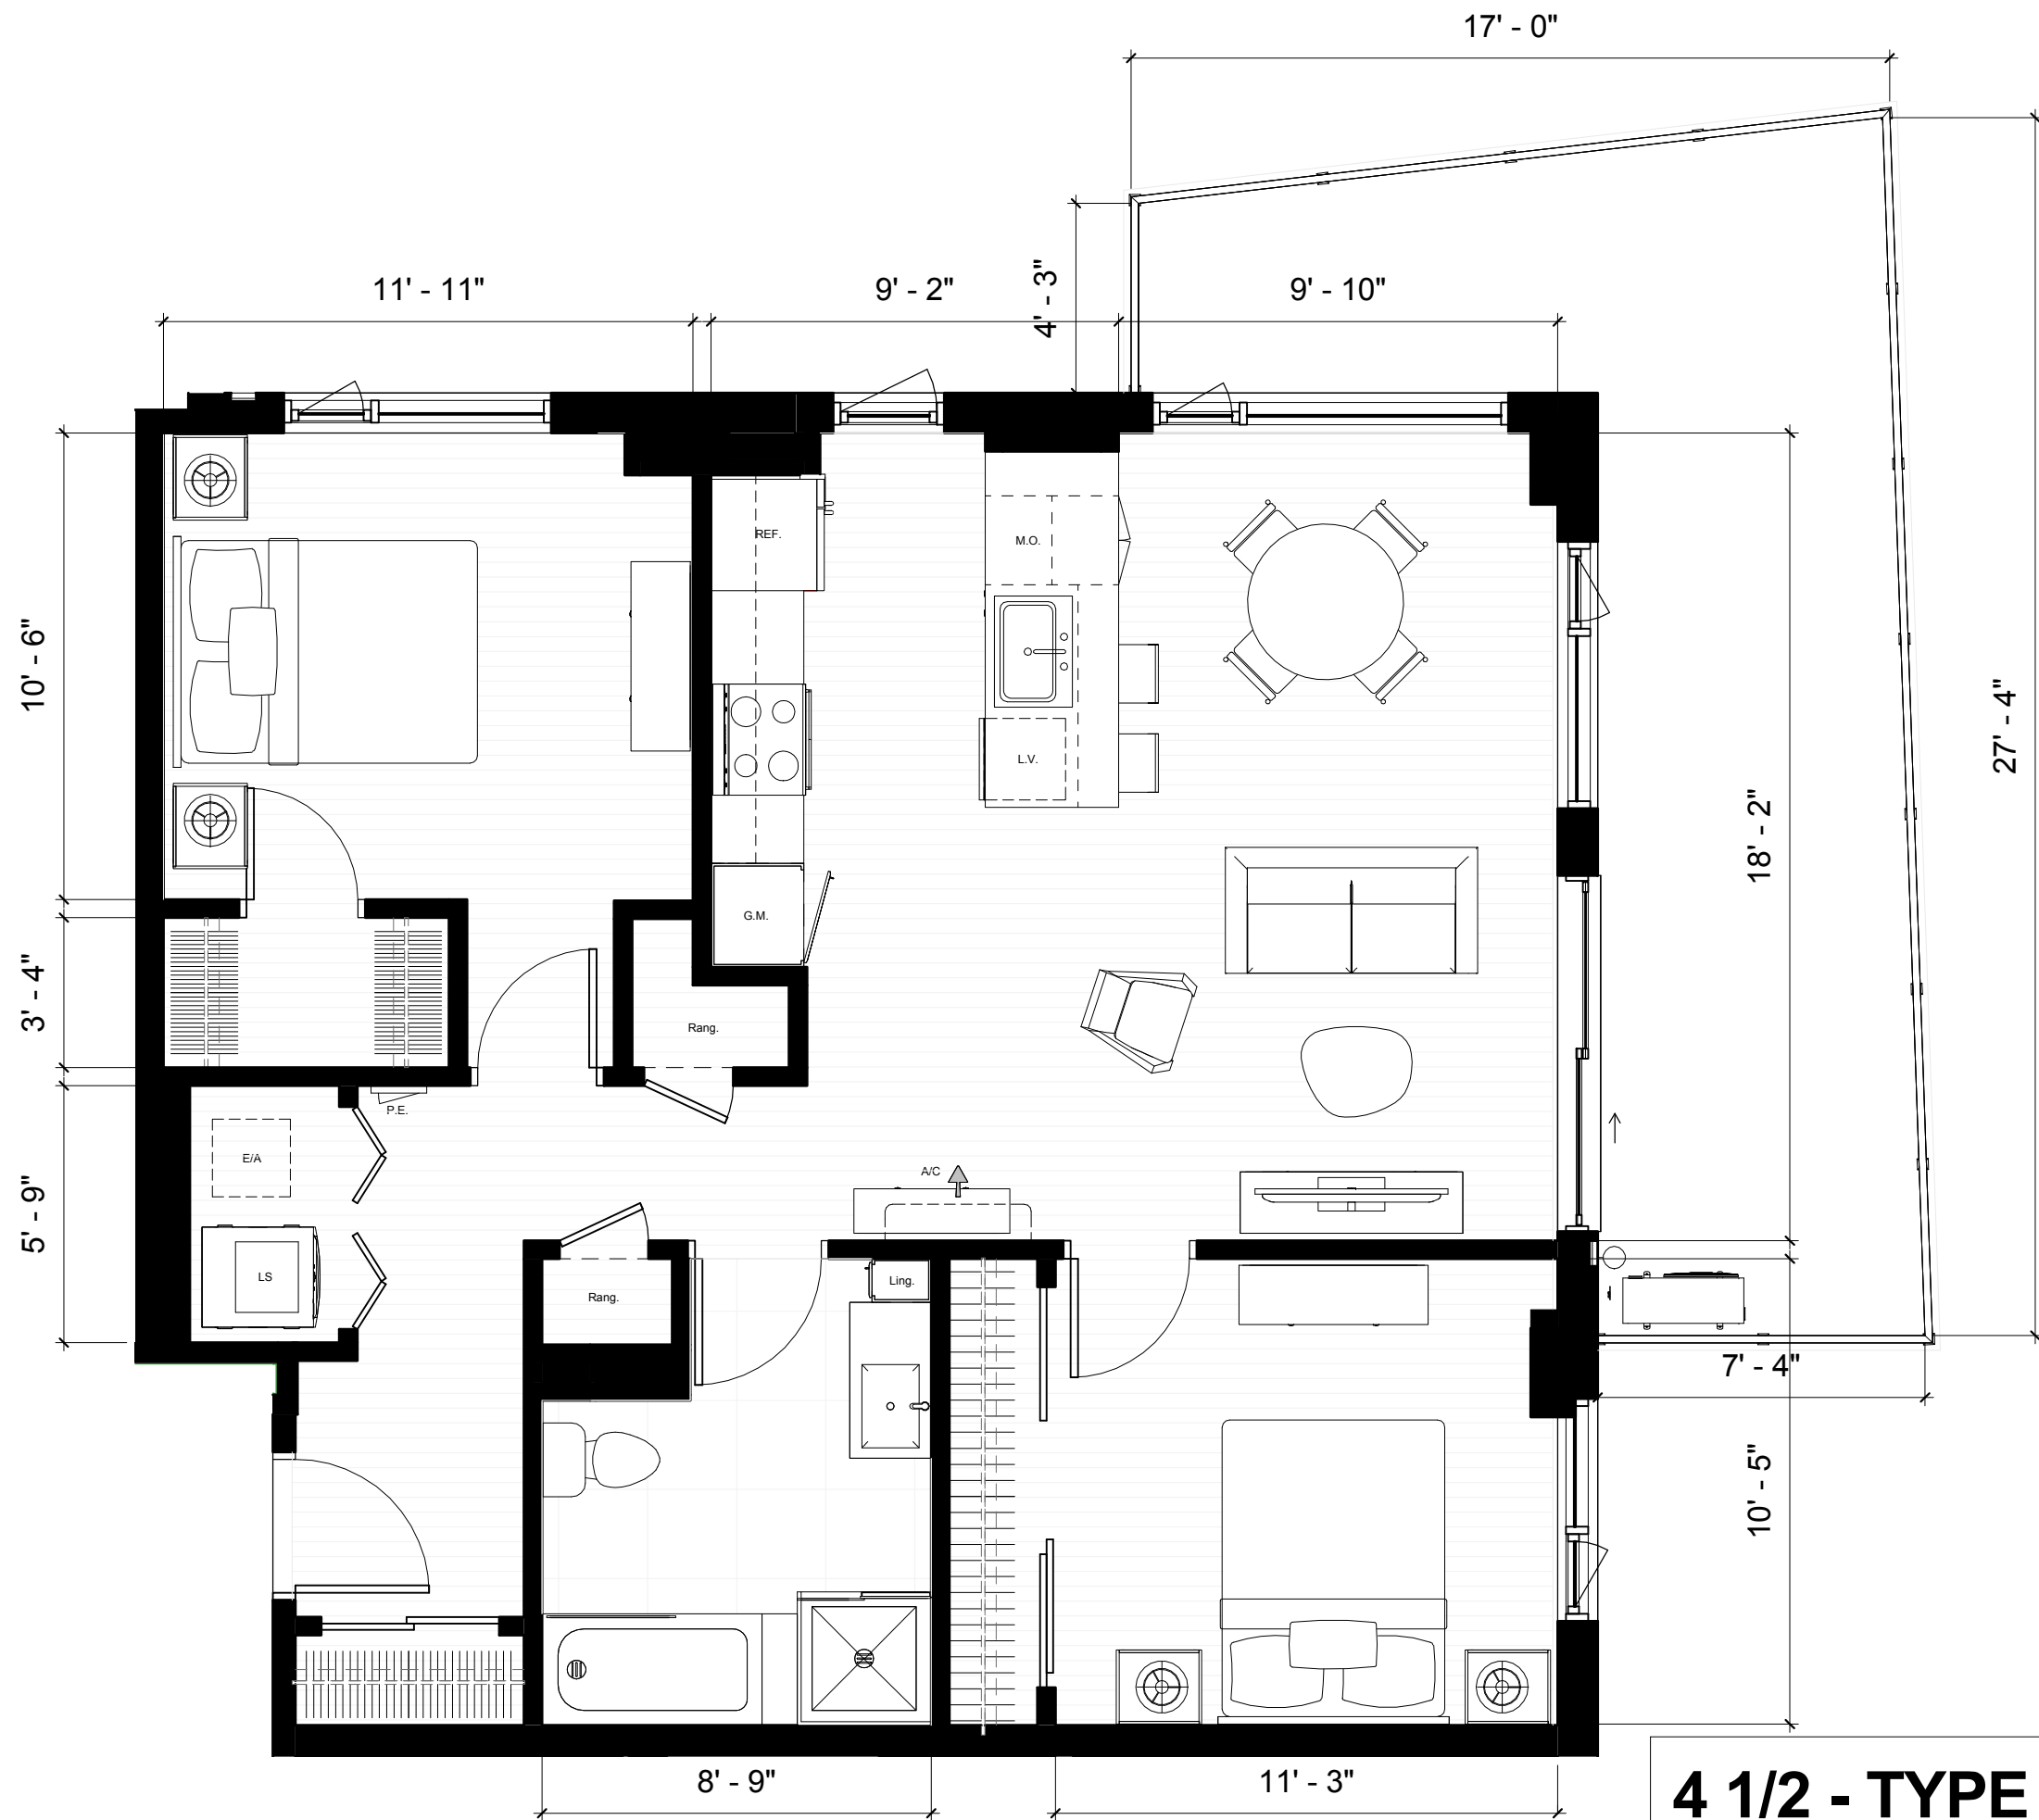 17' - 0"
11' - 11"
9' - 2"
4' - 3"
9' - 10"
REF.
M.O.
10' - 6"
27' - 4"
L.V.
18' - 2"
G.M.
3' - 4"
Rang.
P.E.
E/A
A/C
5' - 9"
LS
Ling.
Rang.
7' - 4"
10' - 5"
8' - 9"
11' - 3"
4 1/2 - TYPE